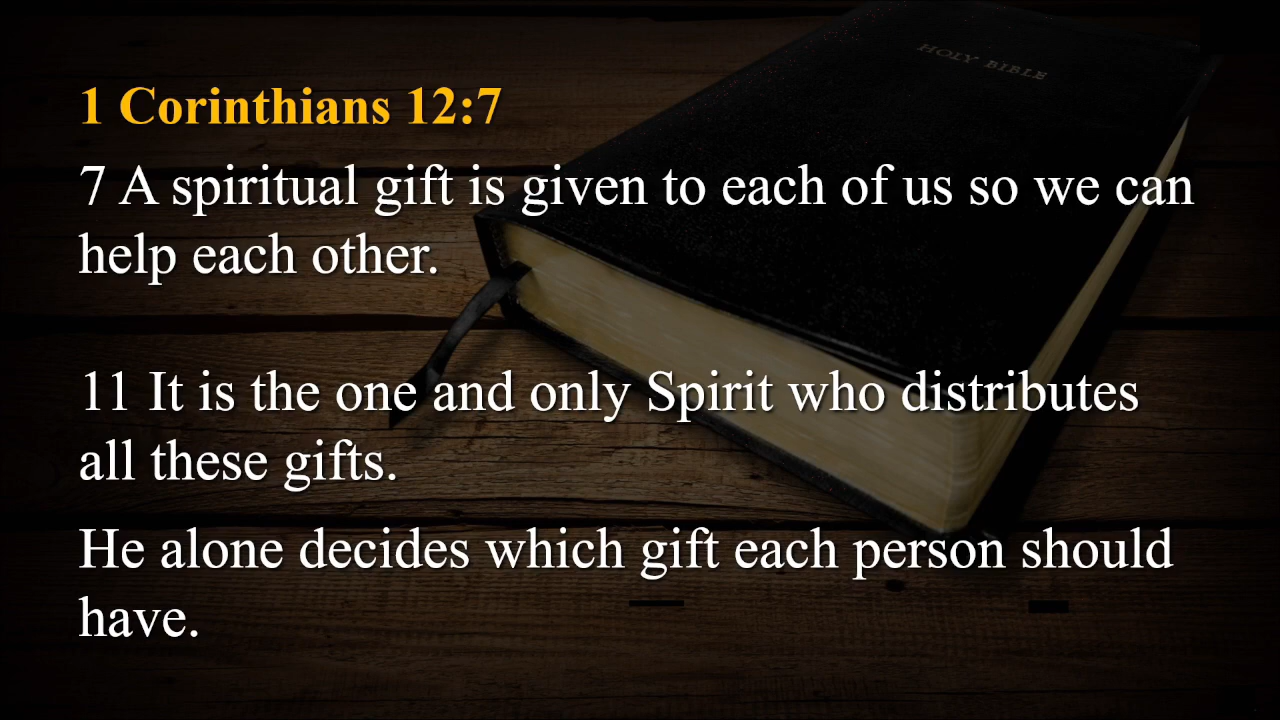 HOLY BIBLE
1 Corinthians 12:7
7 A spiritual gift is given to each of us so we can
help each other.
11 It is the one and only Spirit who distributes
all these gifts.
He alone decides which gift each person should
have.